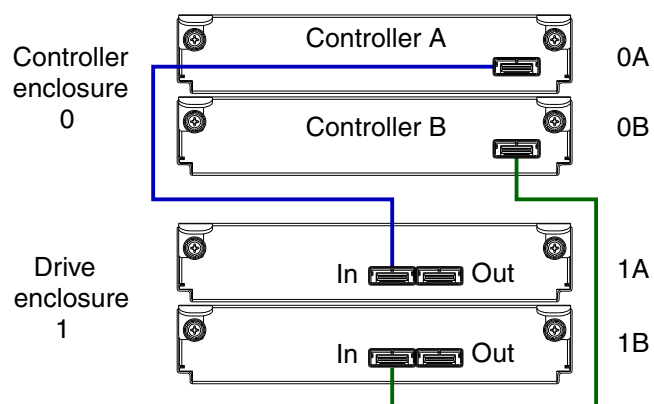 Controller
enclosure
0
Controller A
0A
Controller B
0B
Drive
enclosure
1
In
Out
1A
In
Out
1B